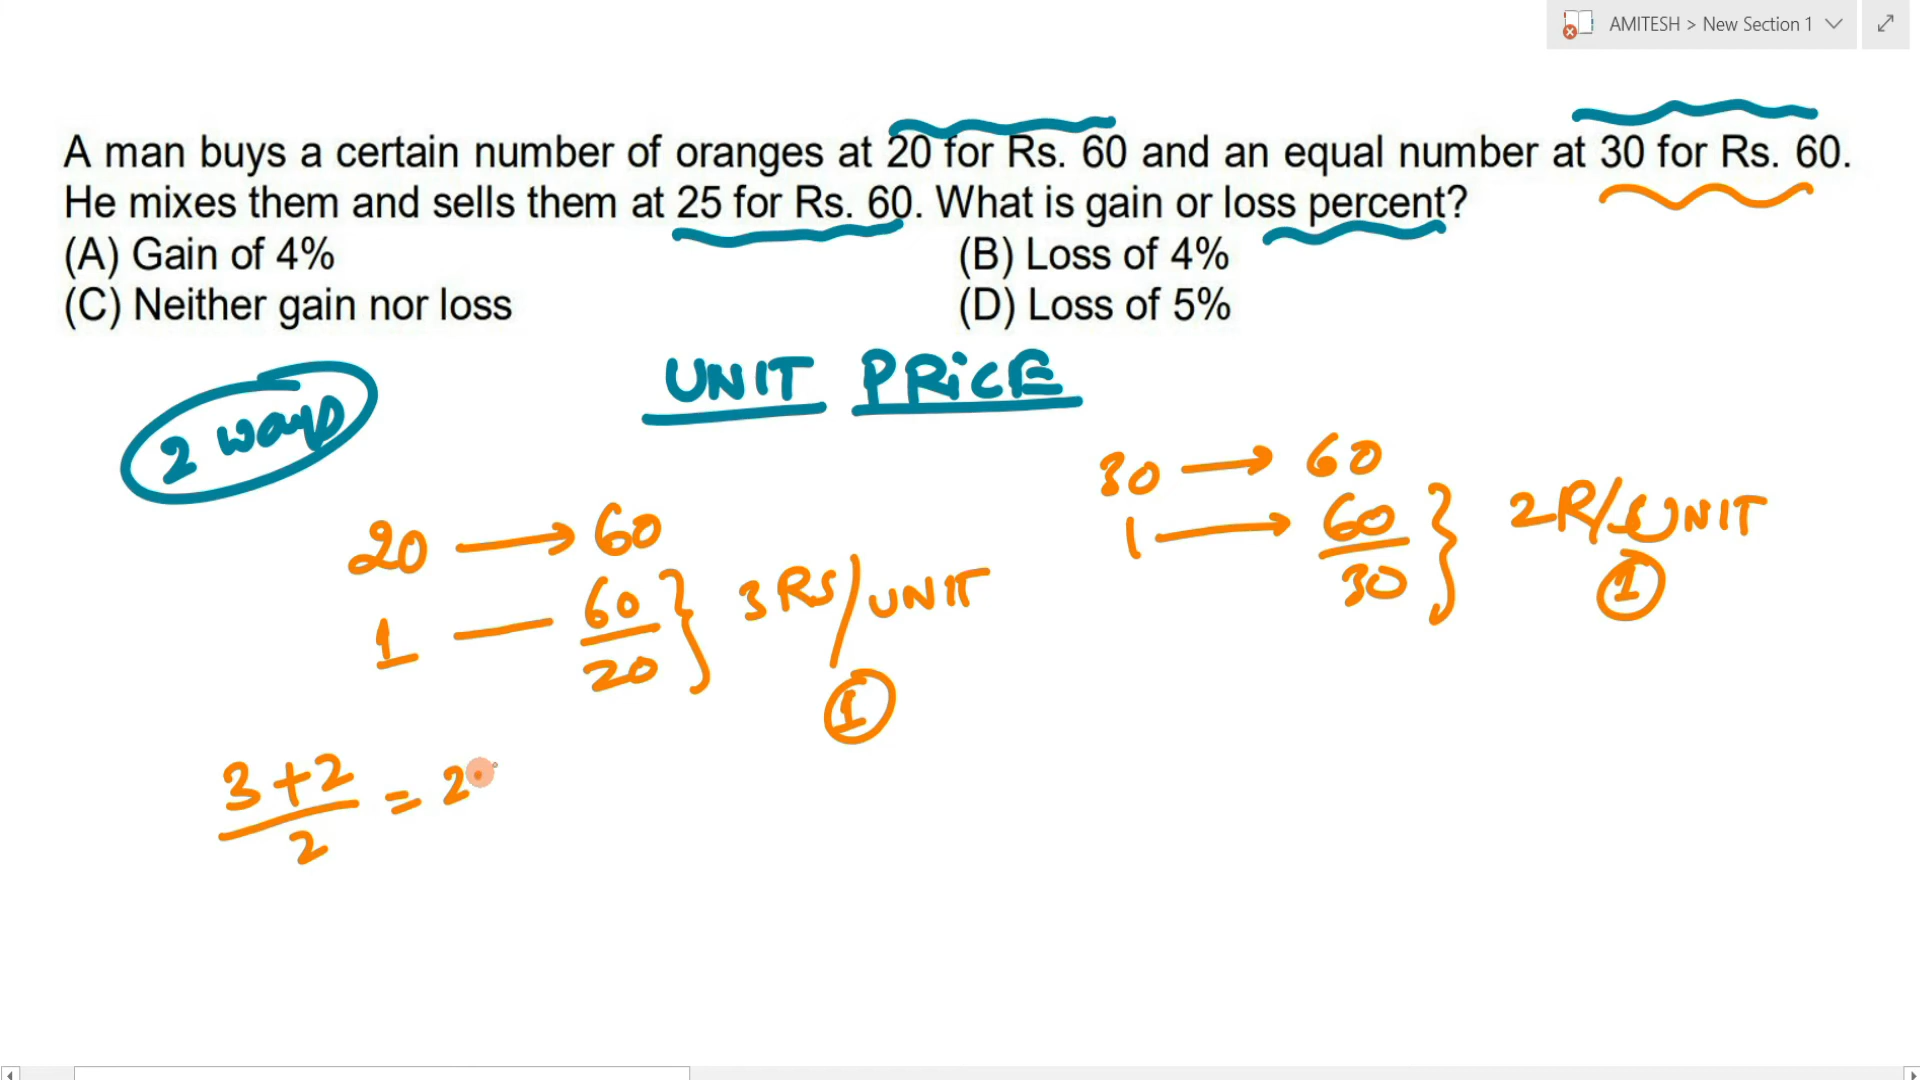 AMITESH > New Section 1
A man buys a certain number of oranges at 20 for Rs. 60 and an equal number at 30 for Rs. 60.
He mixes them and sells them at 25 for Rs. 60. What is gain or loss percent?
(A) Gain of 4% (B) Loss of 4%
(C) Neither gain nor loss (D) Loss of 5%
UNIT PRiCE
2 ways
20 → 60
1 — 60/20 } 3 RS/UNIT
1
30 → 60
1 → 60/30 } 2R/UNIT
1
3+2/2 = 2.